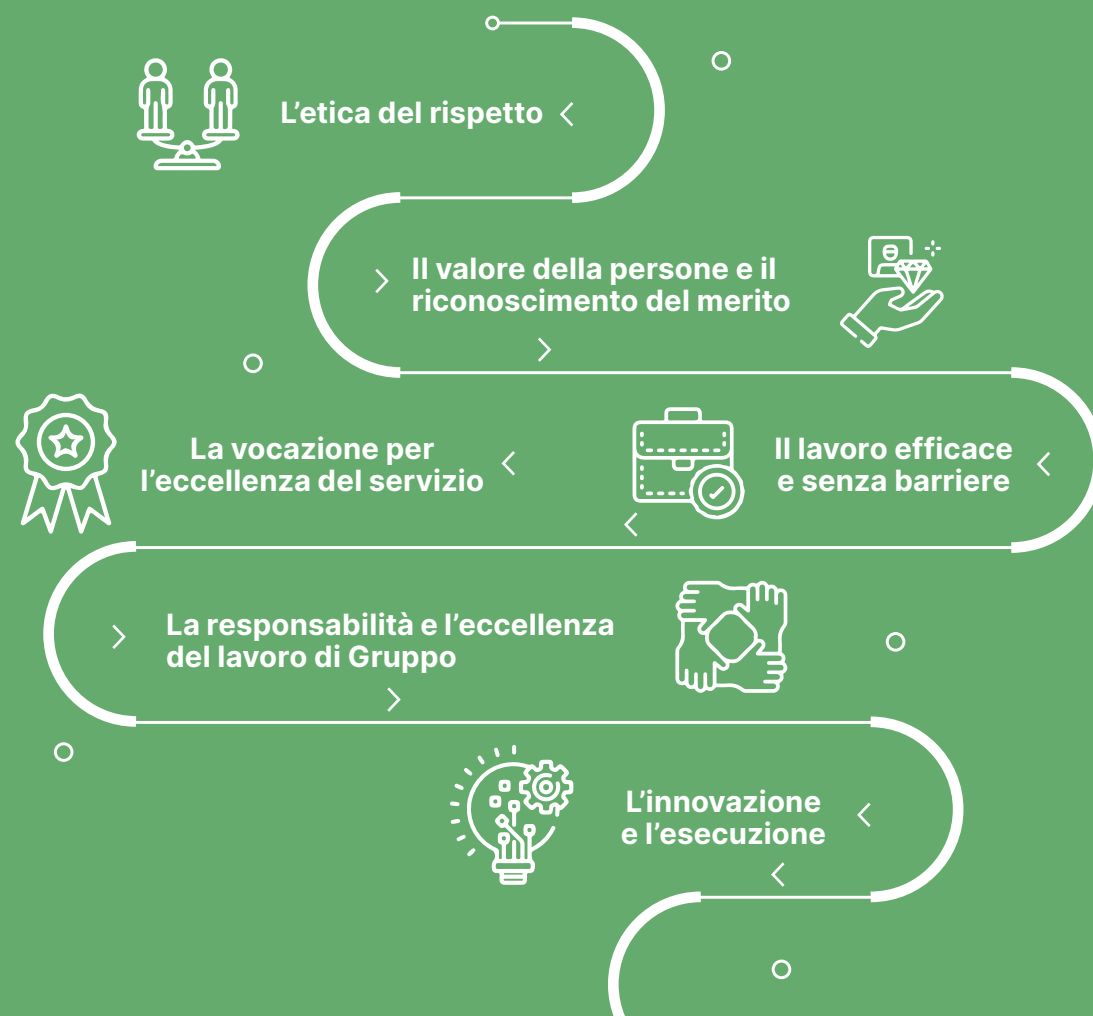 L’etica del rispetto
Il valore della persone e il
riconoscimento del merito
Il lavoro efficace
e senza barriere
La vocazione per
l’eccellenza del servizio
La responsabilità e l’eccellenza
del lavoro di Gruppo
L’innovazione
e l’esecuzione